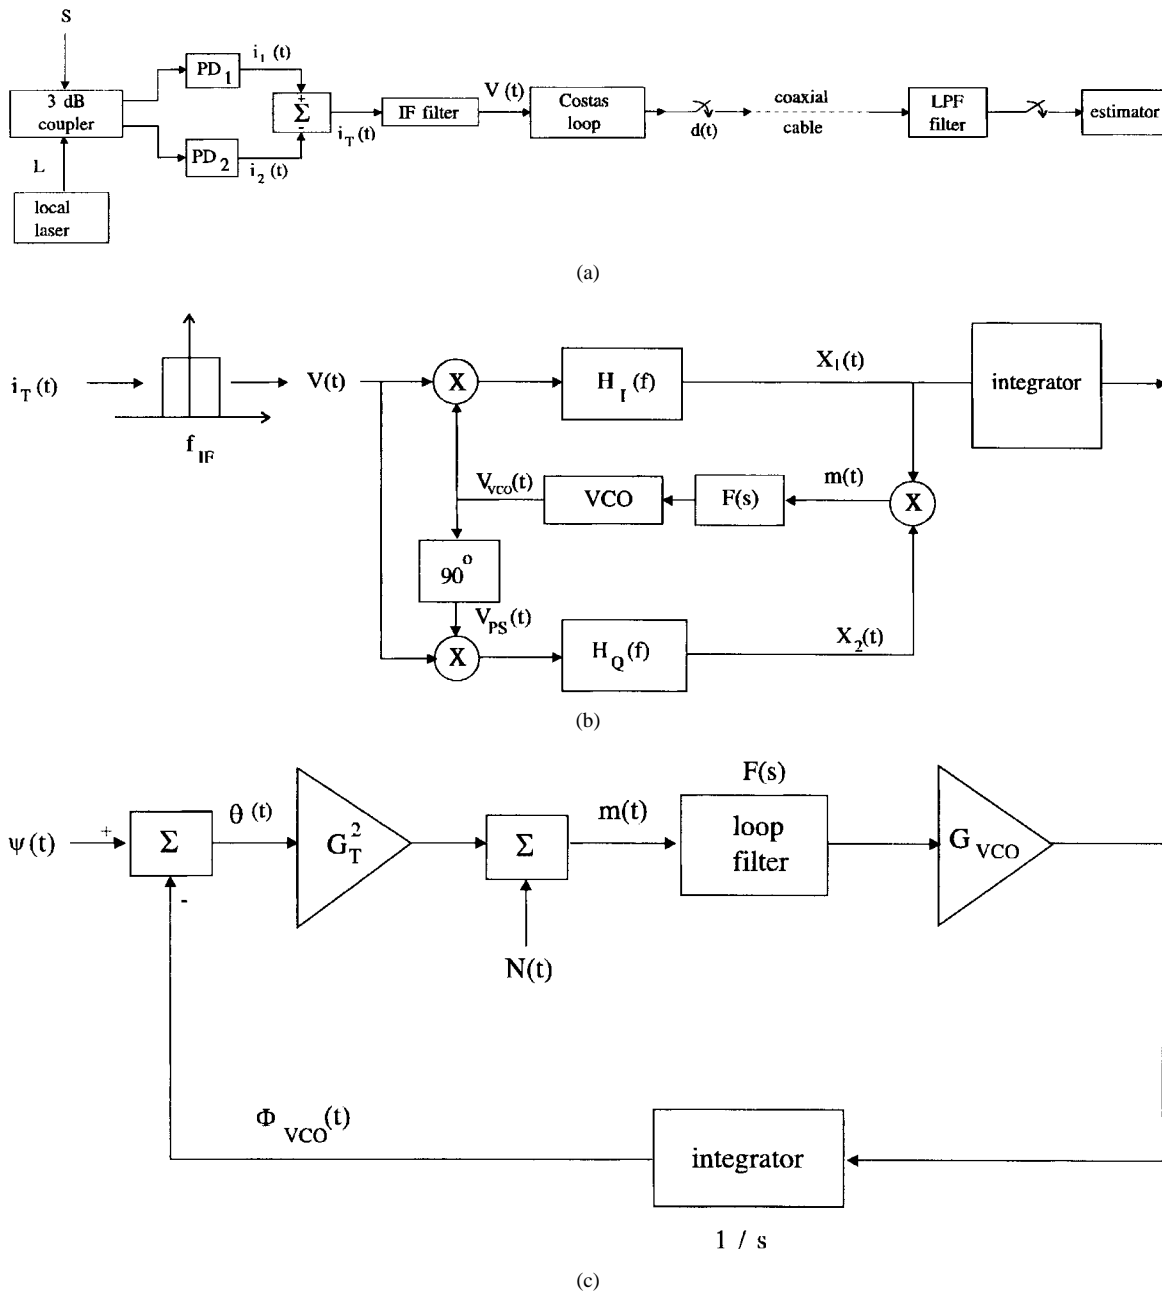 S
3 dB
coupler
L
local
laser
PD1
PD2
i1 (t)
i2 (t)
+
Σ
-
iT(t)
IF filter
V (t)
Costas
loop
d(t)
coaxial
cable
LPF
filter
estimator
(a)
iT(t)
fIF
V(t)
X
HI(f)
X1(t)
integrator
VVCO(t)
VCO
F(s)
m(t)
X
90o
VPS(t)
X
HQ(f)
X2(t)
(b)
ψ(t)
+
Σ
-
θ(t)
GT2
Σ
N(t)
m(t)
F(s)
loop
filter
GVCO
ΦVCO(t)
integrator
1 / s
(c)